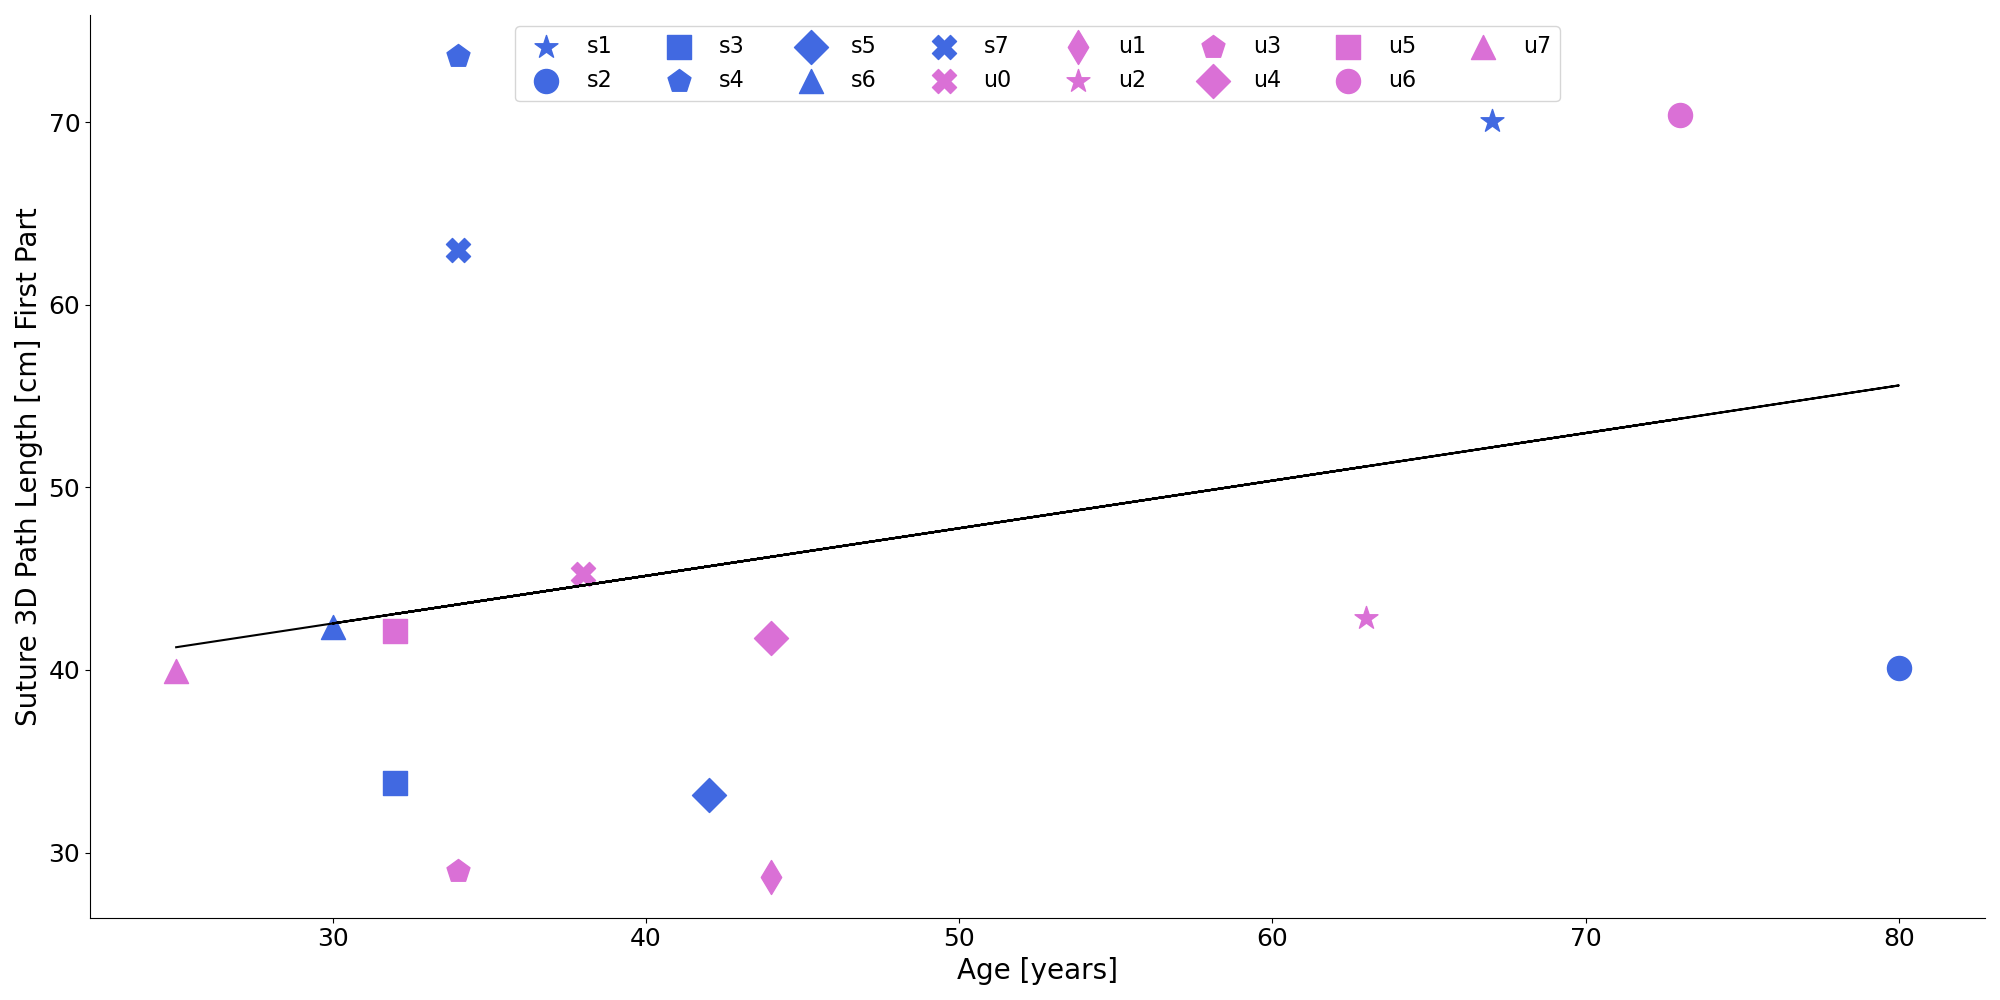 s1 s3 s5 s7 u1 u3 u5 u7
s2 s4 s6 u0 u2 u4 u6
70
60
50
40
30
Suture 3D Path Length [cm] First Part
30 40 50 60 70 80
Age [years]